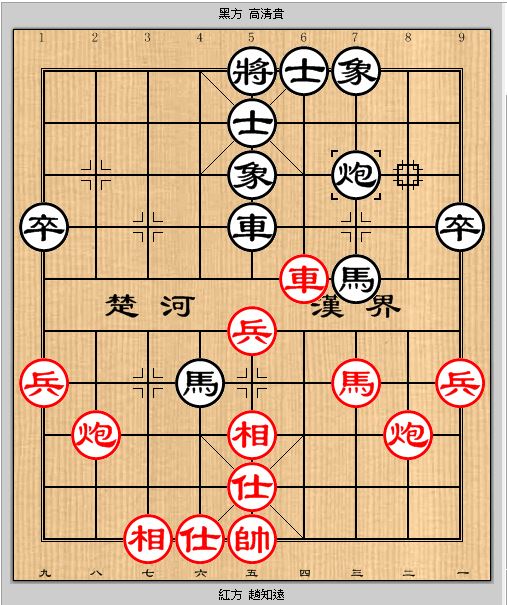 黑方 高清貴
1 2 3 4 5 6 7 8 9
將 士 象
士
象 炮
卒 車 卒
車 馬
楚河 漢界
兵
兵 馬 馬 兵
炮 相 炮
仕
相 仕 帥
九 八 七 六 五 四 三 二 一
紅方 趙知遠